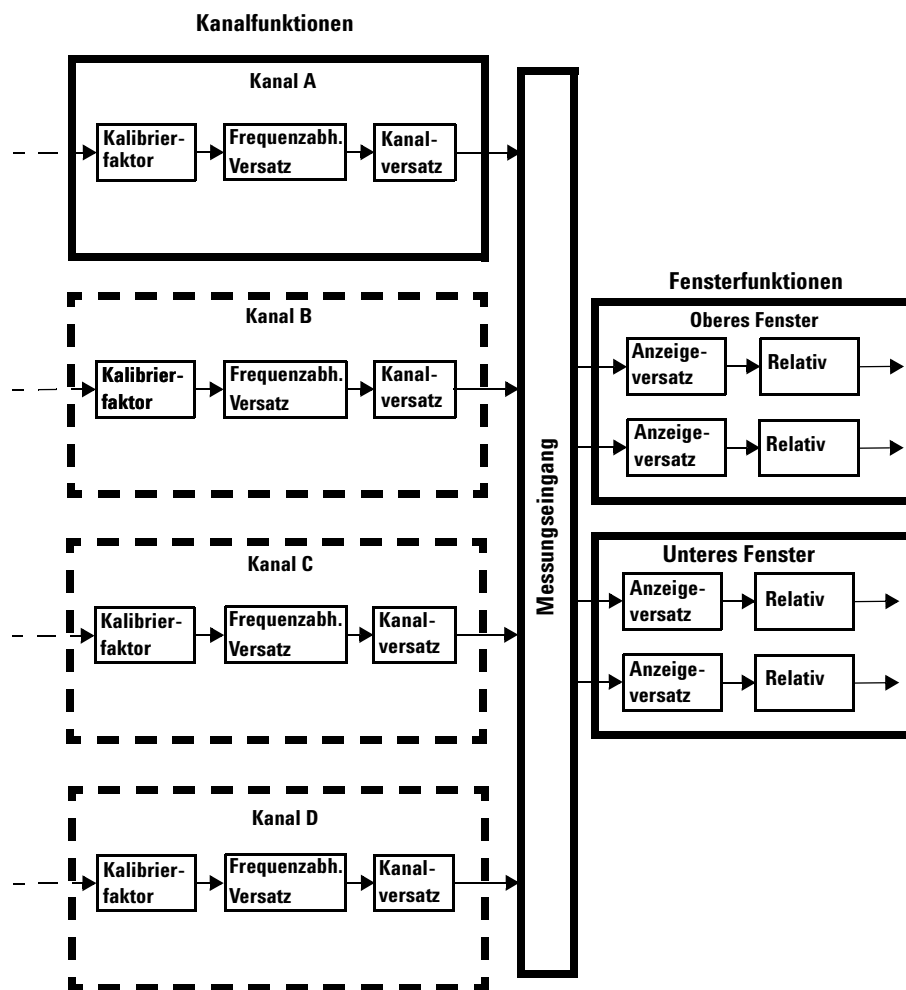 Kanalfunktionen
Kanal A
Kalibrier-
faktor
Frequenzabh.
Versatz
Kanal-
versatz
Kanal B
Kalibrier-
faktor
Frequenzabh.
Versatz
Kanal-
versatz
Kanal C
Kalibrier-
faktor
Frequenzabh.
Versatz
Kanal-
versatz
Kanal D
Kalibrier-
faktor
Frequenzabh.
Versatz
Kanal-
versatz
Messungseingang
Fensterfunktionen
Oberes Fenster
Anzeige-
versatz
Relativ
Anzeige-
versatz
Relativ
Unteres Fenster
Anzeige-
versatz
Relativ
Anzeige-
versatz
Relativ